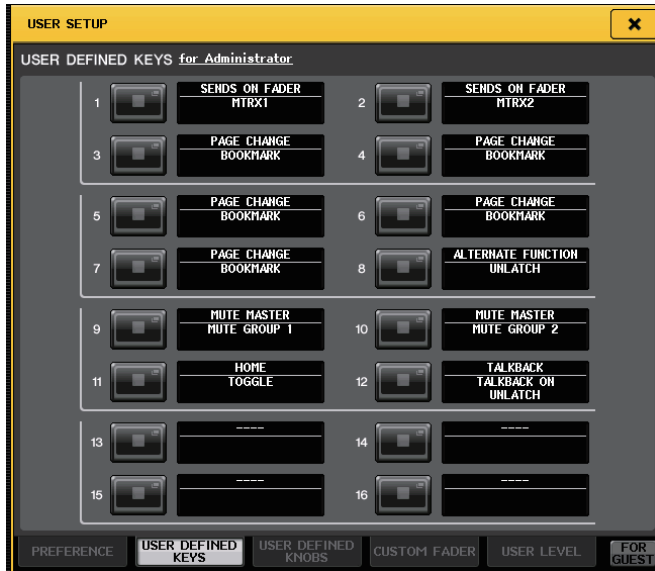 USER SETUP
USER DEFINED KEYS for Administrator
1 SENDS ON FADER MTRX1
2 SENDS ON FADER MTRX2
3 PAGE CHANGE BOOKMARK
4 PAGE CHANGE BOOKMARK
5 PAGE CHANGE BOOKMARK
6 PAGE CHANGE BOOKMARK
7 PAGE CHANGE BOOKMARK
8 ALTERNATE FUNCTION UNLATCH
9 MUTE MASTER MUTE GROUP 1
10 MUTE MASTER MUTE GROUP 2
11 HOME TOGGLE
12 TALKBACK TALKBACK ON UNLATCH
13 ----
14 ----
15 ----
16 ----
PREFERENCE
USER DEFINED KEYS
USER DEFINED KNOBS
CUSTOM FADER
USER LEVEL
FOR GUEST